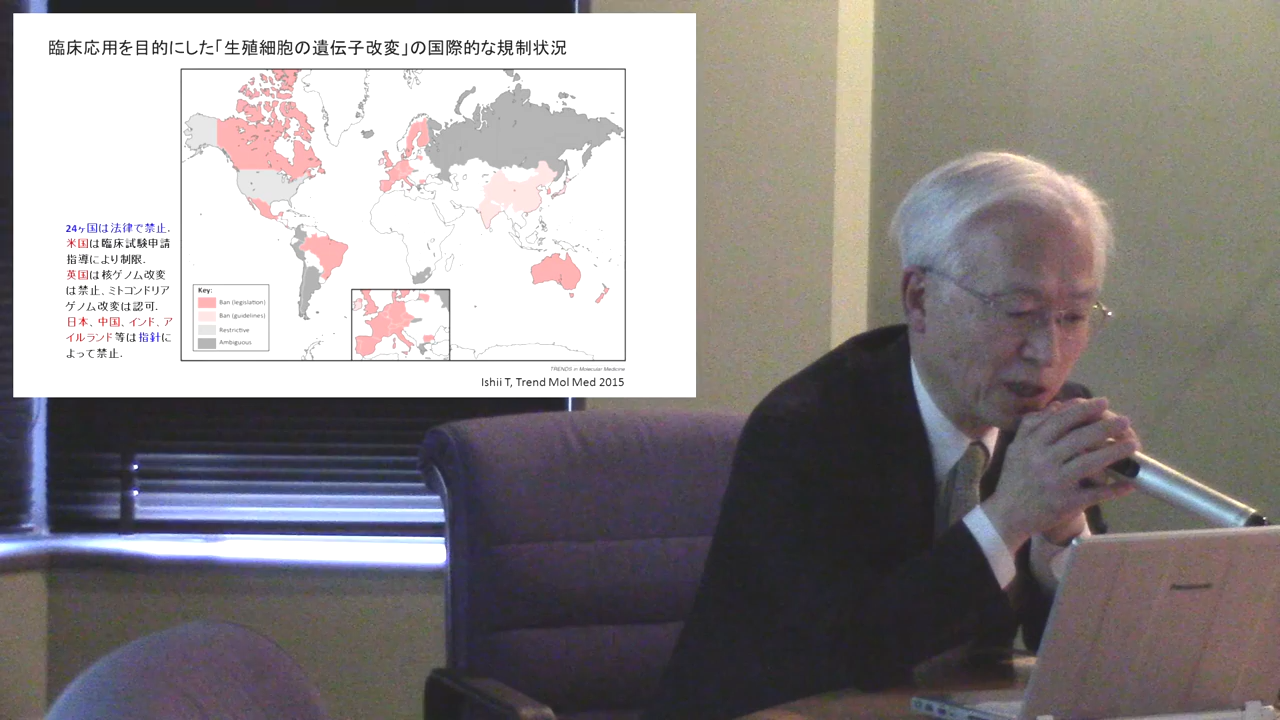 臨床応用を目的にした「生殖細胞の遺伝子改変」の国際的な規制状況
24ヶ国は法律で禁止.
米国は臨床試験申請
指導により制限.
英国は核ゲノム改変
は禁止、ミトコンドリア
ゲノム改変は認可.
日本、中国、インド、ア
イルランド等は指針に
よって禁止.
Key:
Ban (legislation)
Ban (guidelines)
Restrictive
Ambiguous
TRENDS in Molecular Medicine
Ishii T, Trend Mol Med 2015
Panasonic